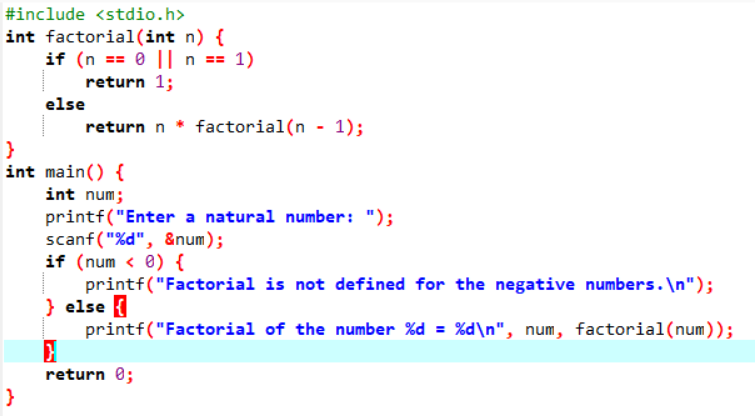 #include <stdio.h>
int factorial(int n) {
    if (n == 0 || n == 1)
        return 1;
    else
        return n * factorial(n - 1);
}
int main() {
    int num;
    printf("Enter a natural number: ");
    scanf("%d", &num);
    if (num < 0) {
        printf("Factorial is not defined for the negative numbers.\n");
    } else {
        printf("Factorial of the number %d = %d\n", num, factorial(num));
    }
    return 0;
}